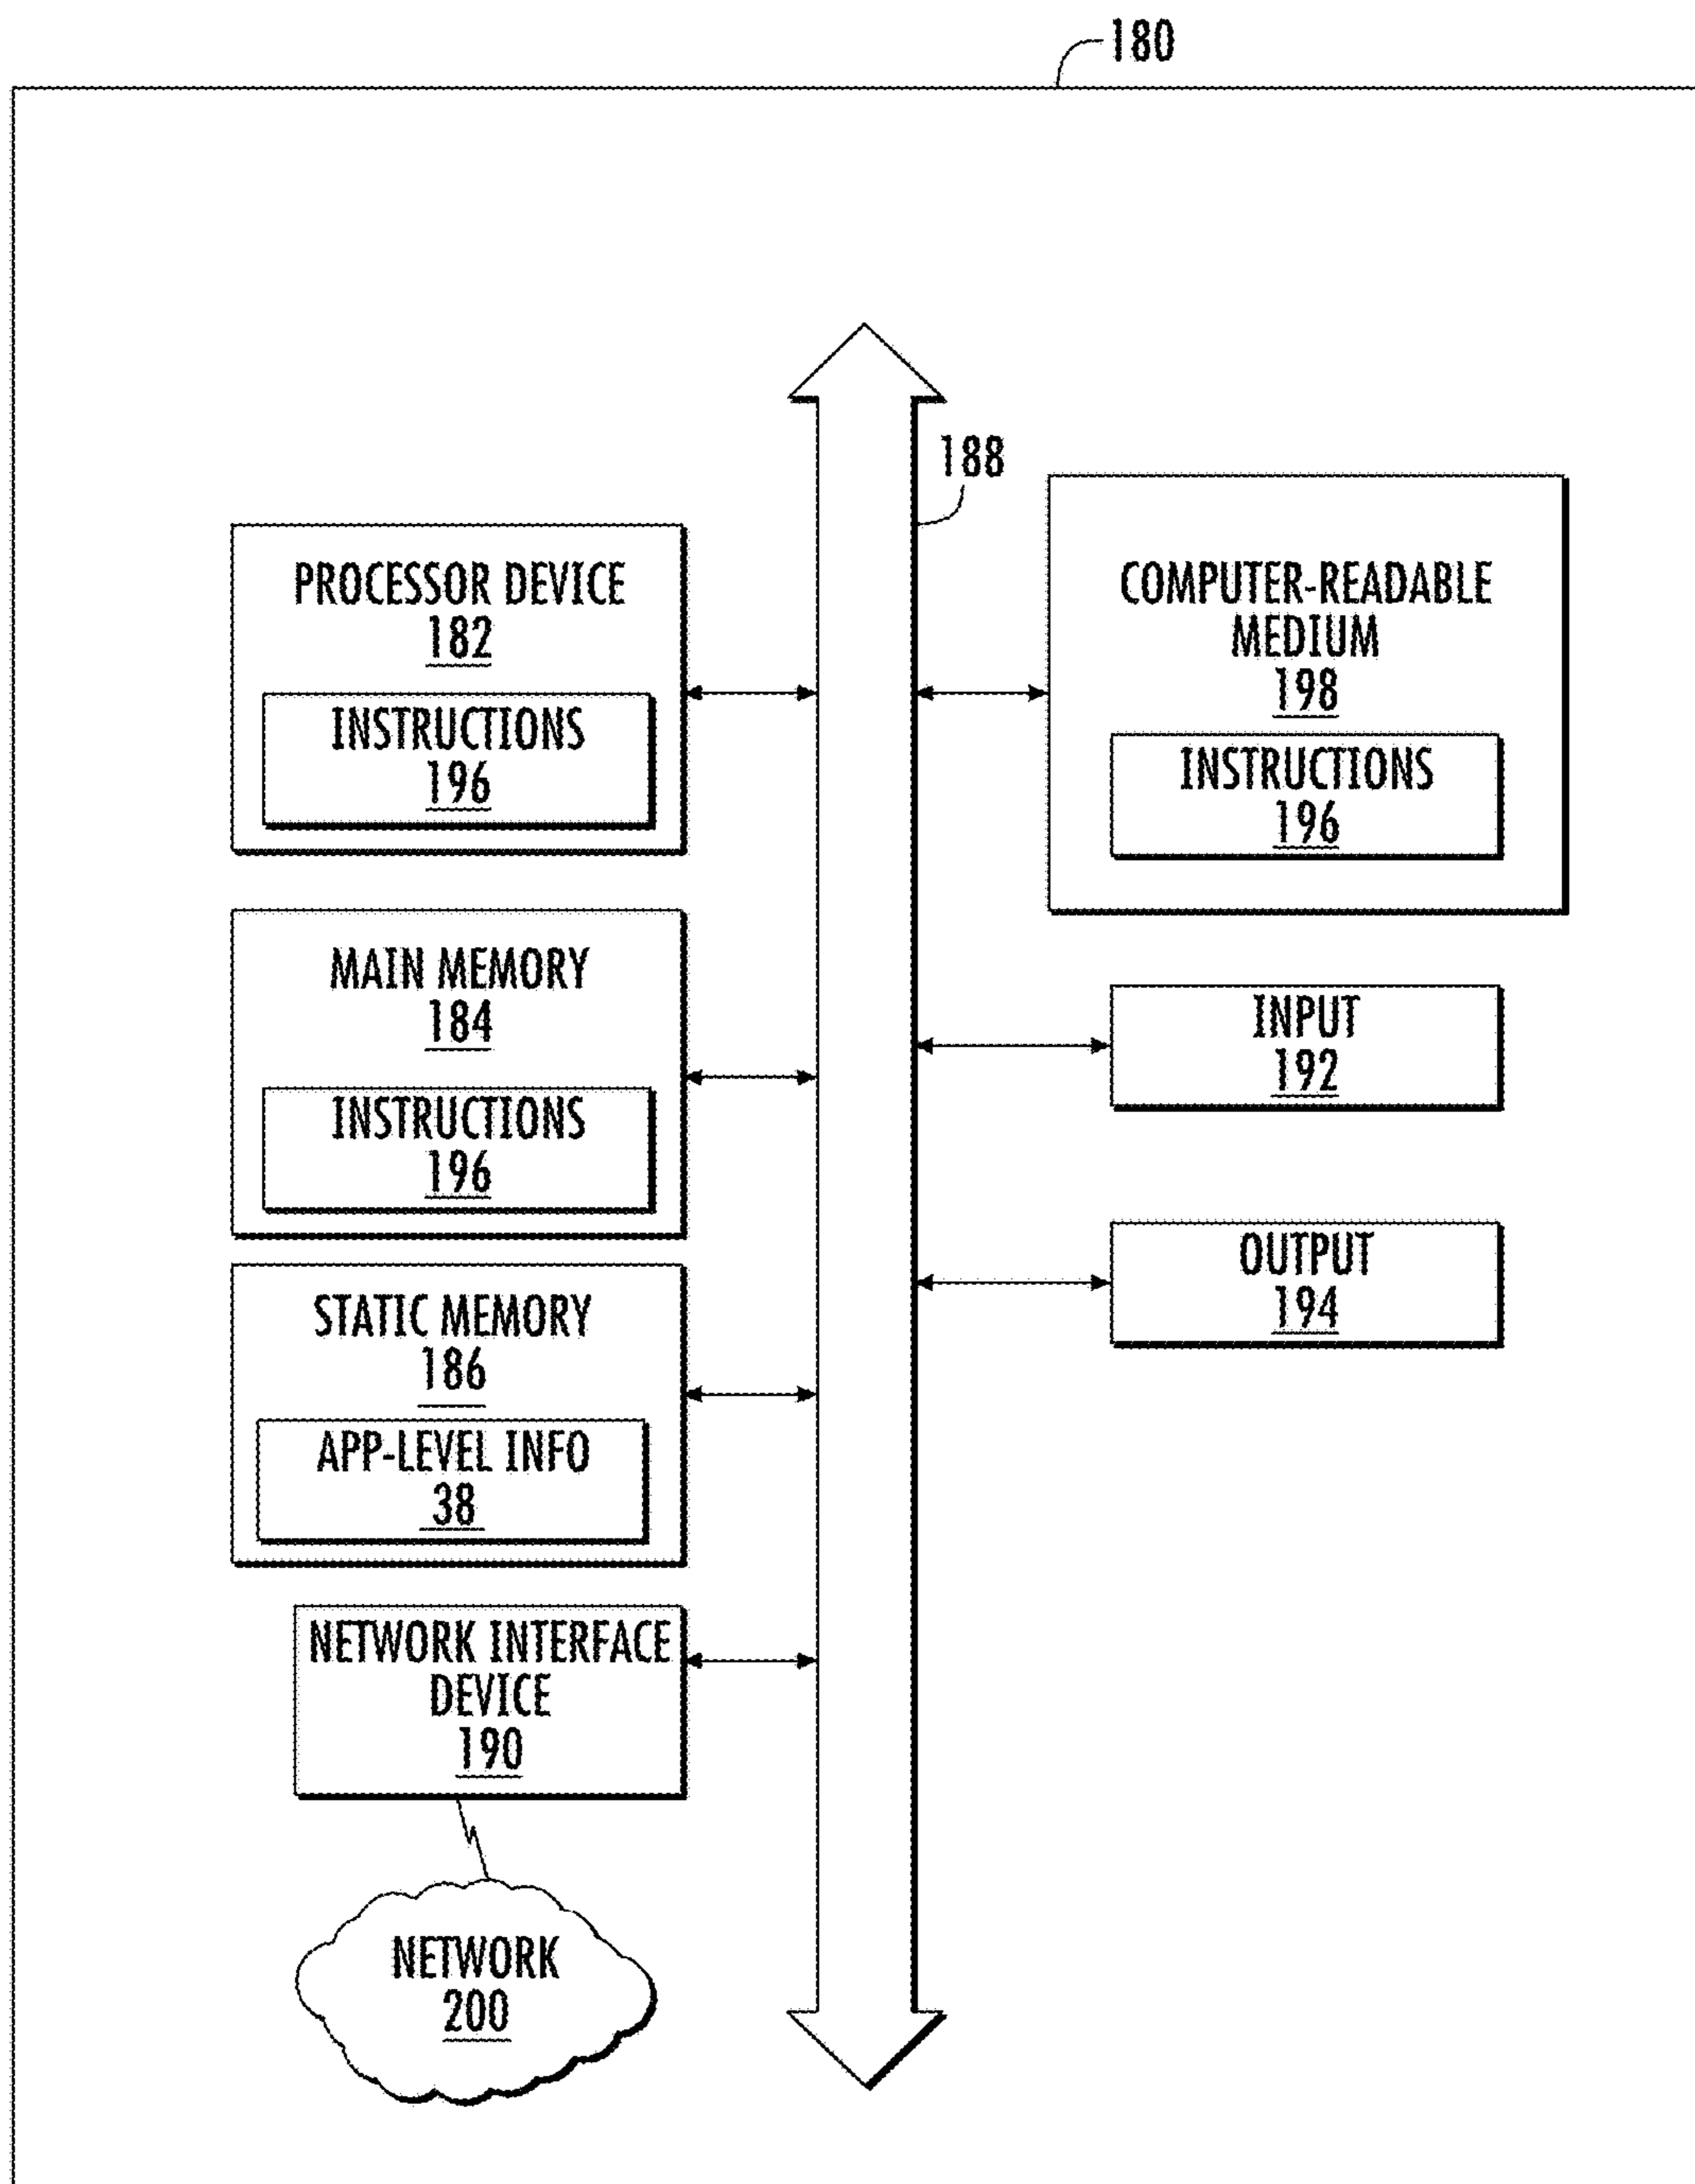 180
188
PROCESSOR DEVICE
182
INSTRUCTIONS
196
MAIN MEMORY
184
INSTRUCTIONS
196
STATIC MEMORY
186
APP-LEVEL INFO
38
NETWORK INTERFACE
DEVICE
190
NETWORK
200
COMPUTER-READABLE
MEDIUM
198
INSTRUCTIONS
196
INPUT
192
OUTPUT
194